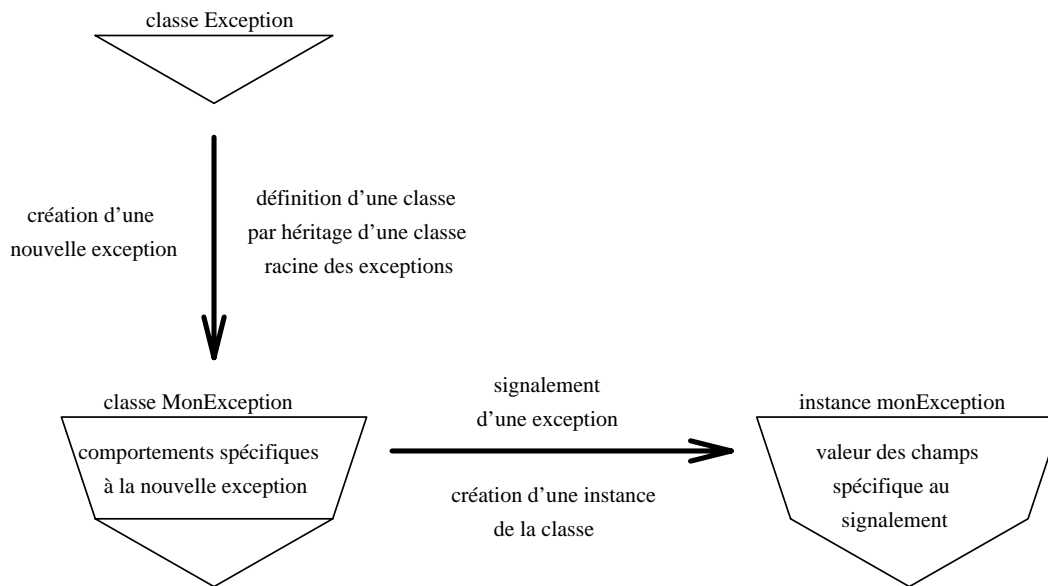 classe Exception
création d'une
nouvelle exception
définition d'une classe
par héritage d'une classe
racine des exceptions
classe MonException
comportements spécifiques
à la nouvelle exception
signalement
d'une exception
création d'une instance
de la classe
instance monException
valeur des champs
spécifique au
signalement